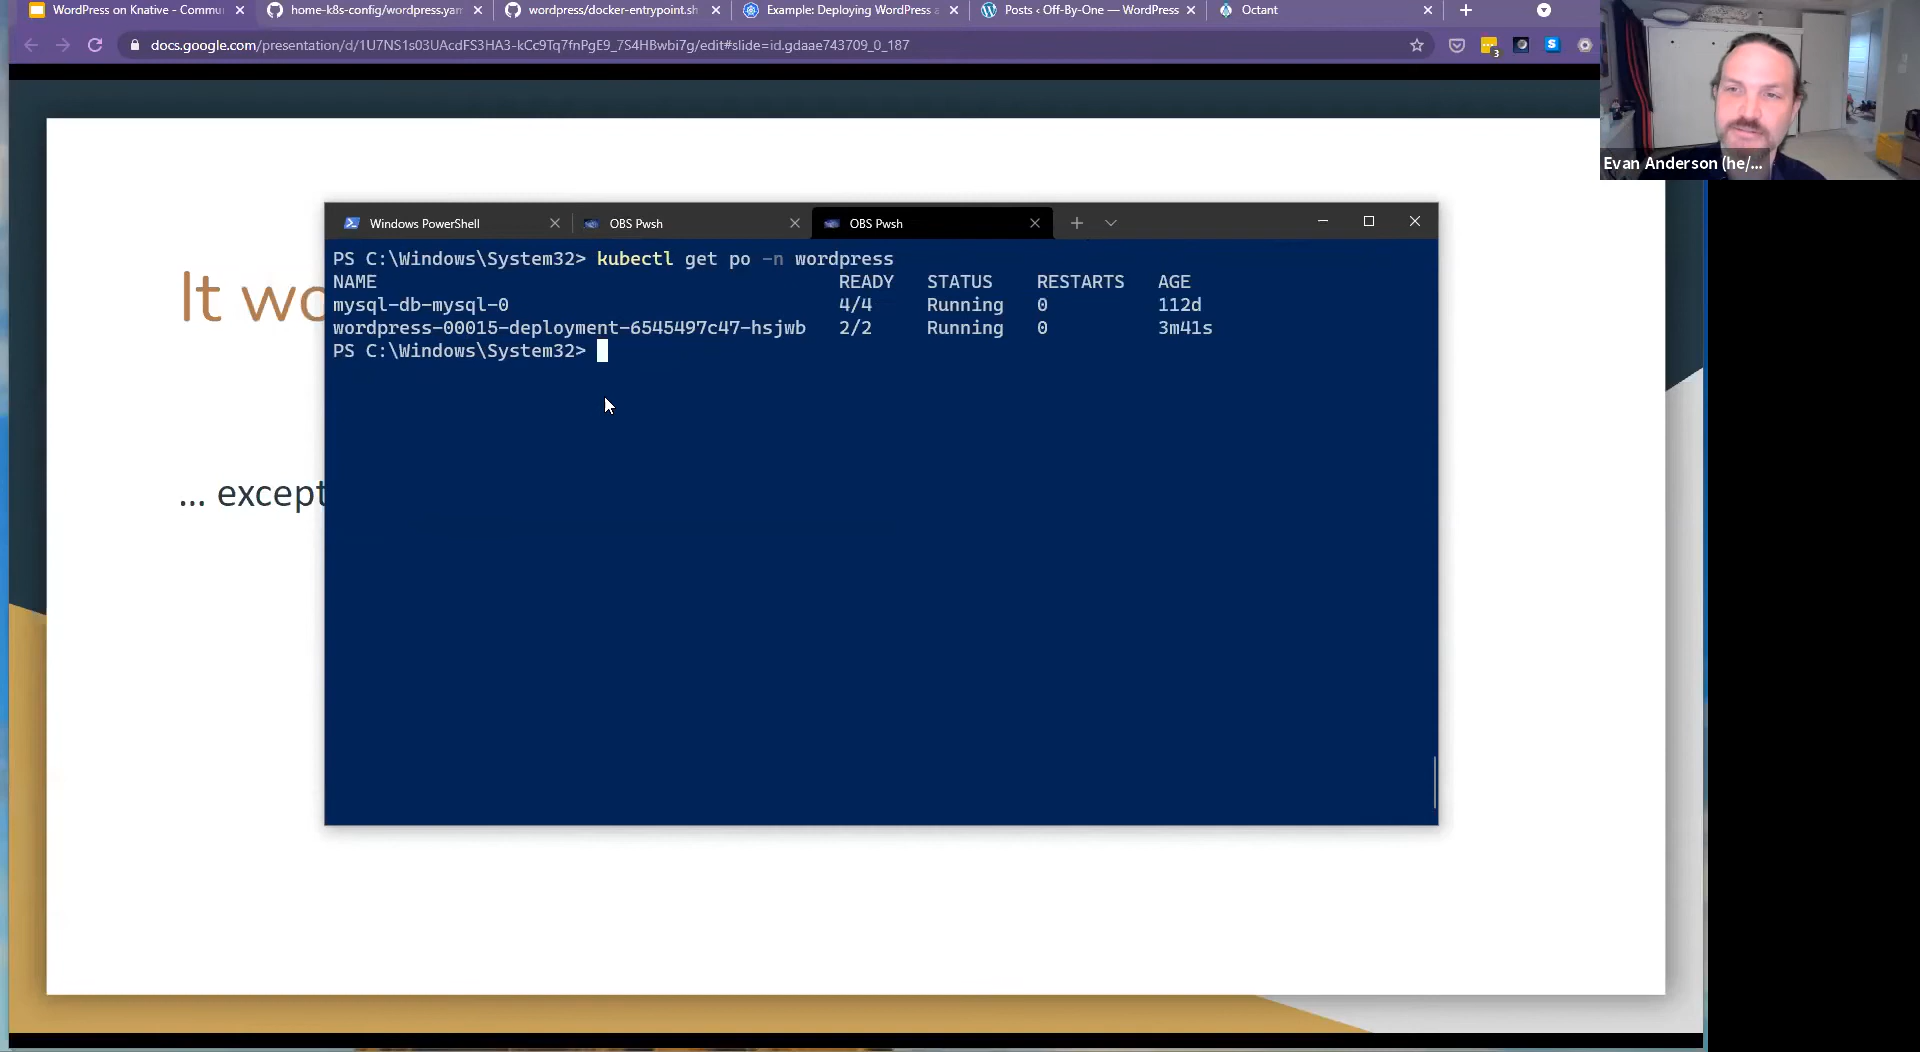 WordPress on Knative - Commu
home-k8s-config/wordpress.yam
wordpress/docker-entrypoint.sh
Example: Deploying WordPress a
Posts ‹ Off-By-One — WordPress
Octant
docs.google.com/presentation/d/1U7NS1s03UAcdFS3HA3-kCc9Tq7fnPgE9_7S4HBwbi7g/edit#slide=id.gdaae743709_0_187
3
S
Evan Anderson (he/...
Windows PowerShell
OBS Pwsh
OBS Pwsh
PS C:\Windows\System32> kubectl get po -n wordpress
NAME READY STATUS RESTARTS AGE
mysql-db-mysql-0 4/4 Running 0 112d
wordpress-00015-deployment-6545497c47-hsjwb 2/2 Running 0 3m41s
PS C:\Windows\System32>
It wo
... except